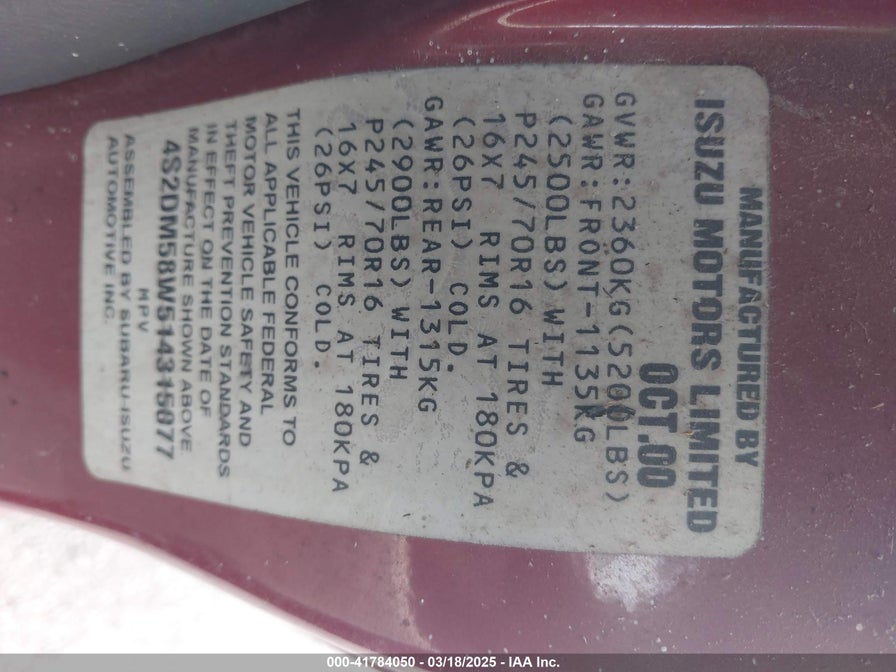 MANUFACTURED BY
ISUZU MOTORS LIMITED
OCT.00
GVWR:2360KG(5200LBS)
GAWR:FRONT-1135KG
(2500LBS) WITH
P245/70R16 TIRES &
16X7 RIMS AT 180KPA
(26PSI) COLD.
GAWR:REAR-1315KG
(2900LBS) WITH
P245/70R16 TIRES &
16X7 RIMS AT 180KPA
(26PSI) COLD.
THIS VEHICLE CONFORMS TO
ALL APPLICABLE FEDERAL
MOTOR VEHICLE SAFETY AND
THEFT PREVENTION STANDARDS
IN EFFECT ON THE DATE OF
MANUFACTURE SHOWN ABOVE
4S2DM58W514315077
MPV
ASSEMBLED BY SUBARU-ISUZU
AUTOMOTIVE INC.
000-41784050 - 03/18/2025 - IAA Inc.